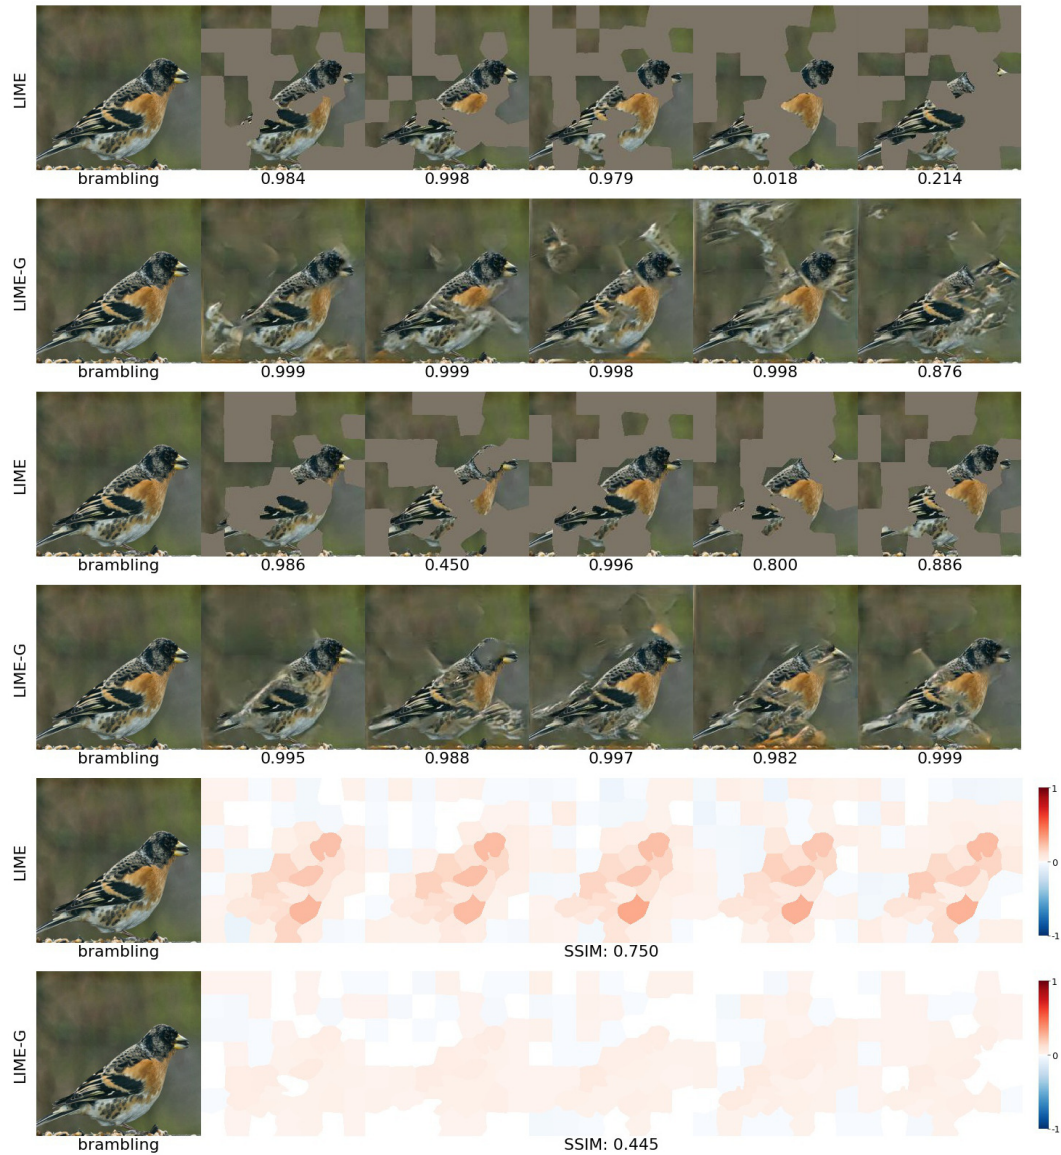 LIME
brambling 0.984 0.998 0.979 0.018 0.214
LIME-G
brambling 0.999 0.999 0.998 0.998 0.876
LIME
brambling 0.986 0.450 0.996 0.800 0.886
LIME-G
brambling 0.995 0.988 0.997 0.982 0.999
LIME
1
0
-1
brambling SSIM: 0.750
LIME-G
1
0
-1
brambling SSIM: 0.445